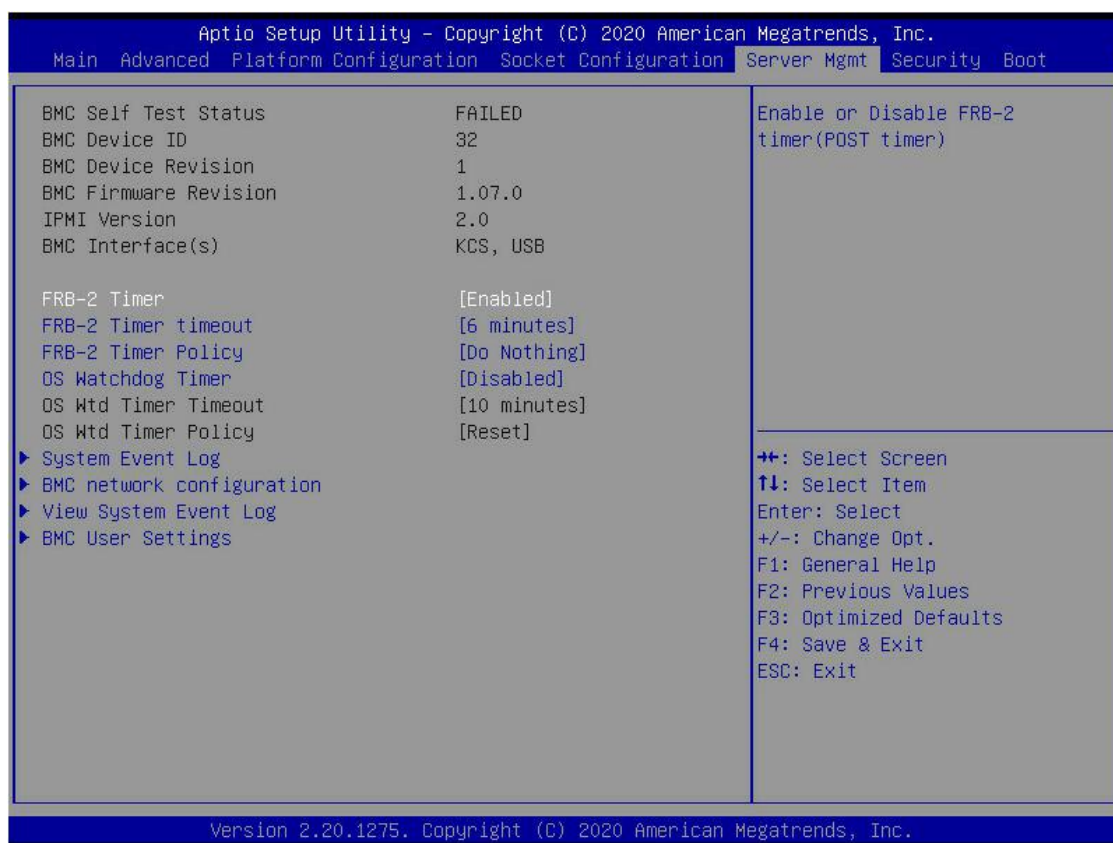 Aptio Setup Utility - Copyright (C) 2020 American Megatrends, Inc.
Main Advanced Platform Configuration Socket Configuration Server Mgmt Security Boot
BMC Self Test Status FAILED
BMC Device ID 32
BMC Device Revision 1
BMC Firmware Revision 1.07.0
IPMI Version 2.0
BMC Interface(s) KCS, USB
FRB-2 Timer [Enabled]
FRB-2 Timer timeout [6 minutes]
FRB-2 Timer Policy [Do Nothing]
OS Watchdog Timer [Disabled]
OS Wtd Timer Timeout [10 minutes]
OS Wtd Timer Policy [Reset]
System Event Log
BMC network configuration
View System Event Log
BMC User Settings
Enable or Disable FRB-2
timer(POST timer)
→←: Select Screen
↑↓: Select Item
Enter: Select
+/-: Change Opt.
F1: General Help
F2: Previous Values
F3: Optimized Defaults
F4: Save & Exit
ESC: Exit
Version 2.20.1275. Copyright (C) 2020 American Megatrends, Inc.